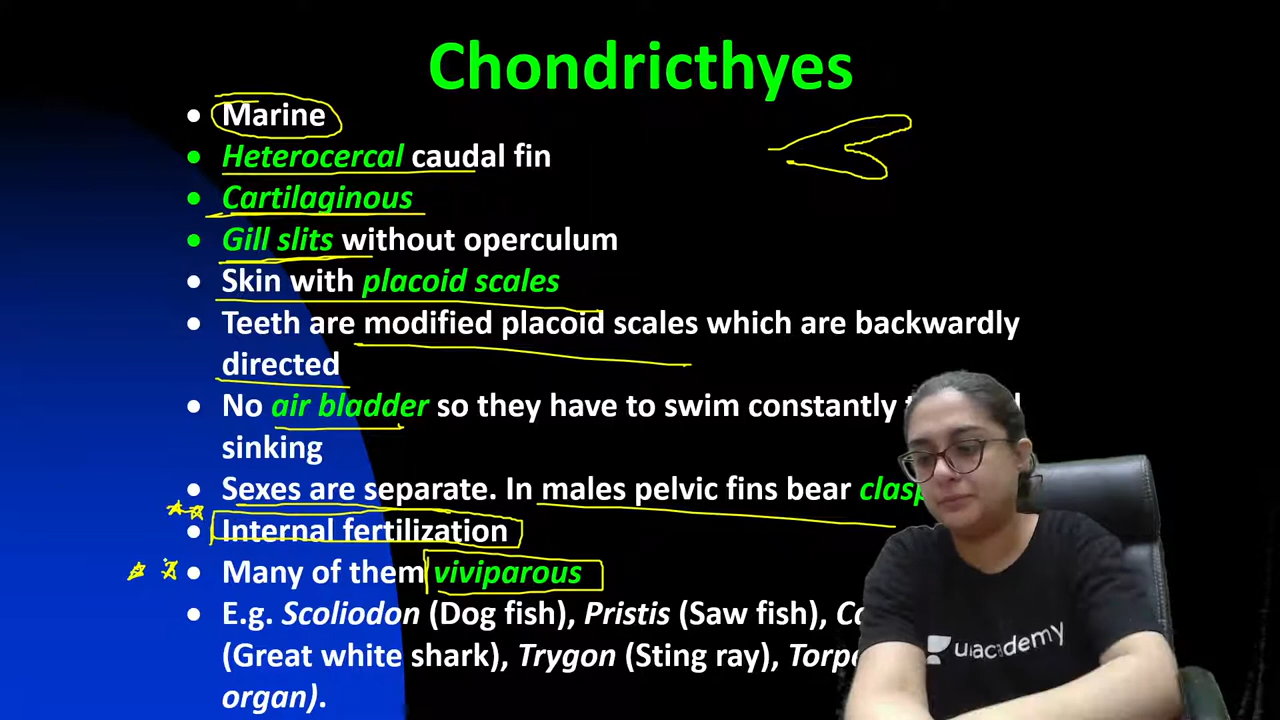 Chondricthyes
• Marine
• Heterocercal caudal fin
• Cartilaginous
• Gill slits without operculum
• Skin with placoid scales
• Teeth are modified placoid scales which are backwardly
directed
• No air bladder so they have to swim constantly
sinking
• Sexes are separate. In males pelvic fins bear
• Internal fertilization
• Many of them viviparous
• E.g. Scoliodon (Dog fish), Pristis (Saw fish),
(Great white shark), Trygon (Sting ray),
organ).
unacademy